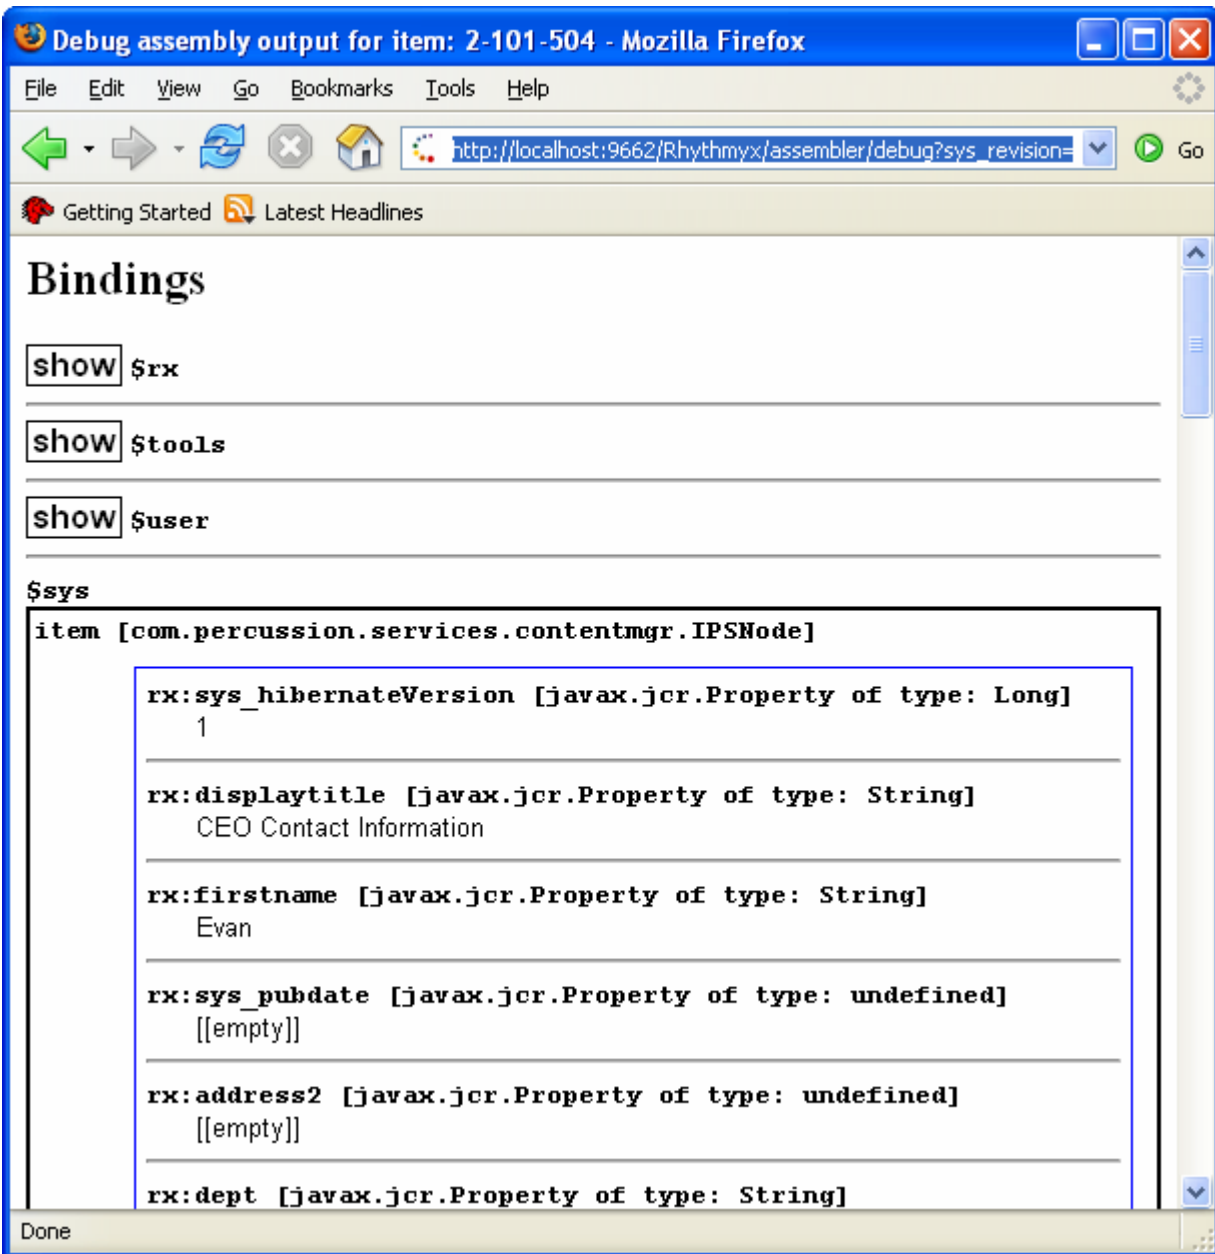 Debug assembly output for item: 2-101-504 - Mozilla Firefox
File Edit View Go Bookmarks Tools Help
http://localhost:9662/Rhythmyx/assembler/debug?sys_revision= Go
Getting Started Latest Headlines
Bindings
show $rx
show $tools
show $user
$sys
item [com.percussion.services.contentmgr.IPSNode]
rx:sys_hibernateVersion [javax.jcr.Property of type: Long]
1
rx:displaytitle [javax.jcr.Property of type: String]
CEO Contact Information
rx:firstname [javax.jcr.Property of type: String]
Evan
rx:sys_pubdate [javax.jcr.Property of type: undefined]
[[empty]]
rx:address2 [javax.jcr.Property of type: undefined]
[[empty]]
rx:dept [javax.jcr.Property of type: String]
Done